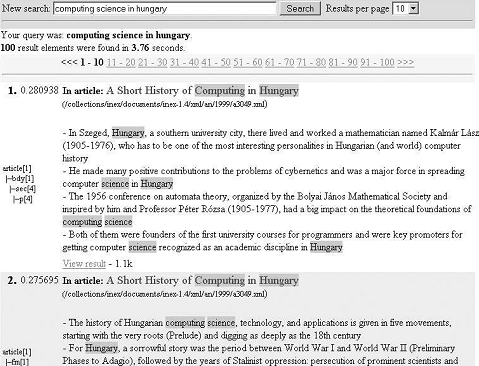 New search: computing science in hungary Search Results per page 10
Your query was: computing science in hungary.
100 result elements were found in 3.76 seconds.
<<< 1 - 10 11 - 20 21 - 30 31 - 40 41 - 50 51 - 60 61 - 70 71 - 80 81 - 90 91 - 100 >>>
1. 0.280938 In article: A Short History of Computing in Hungary
(/collections/inex/documents/inex-1.4/xml/an/1999/a3049.xml)
- In Szeged, Hungary, a southern university city, there lived and worked a mathematician named Kalmár Lász
(1905-1976), who has to be one of the most interesting personalities in Hungarian (and world) computer
history
- He made many positive contributions to the problems of cybernetics and was a major force in spreading
computer science in Hungary
- The 1956 conference on automata theory, organized by the Bolyai János Mathematical Society and
inspired by him and Professor Péter Rózsa (1905-1977), had a big impact on the theoretical foundations of
computing science
- Both of them were founders of the first university courses for programmers and were key promoters for
getting computer science recognized as an academic discipline in Hungary
article[1]
|-bdy[1]
|-sec[4]
|-p[4]
View result - 1.1k
2. 0.275695 In article: A Short History of Computing in Hungary
(/collections/inex/documents/inex-1.4/xml/an/1999/a3049.xml)
- The history of Hungarian computing science, technology, and applications is given in five movements,
starting with the very roots (Prelude) and digging as deeply as the 18th century
- For Hungary, a sorrowful story was the period between World War I and World War II (Preliminary
Phases to Adagio), followed by the years of Stalinist oppression: persecution of prominent scientists and
article[1]
|-fm[1]